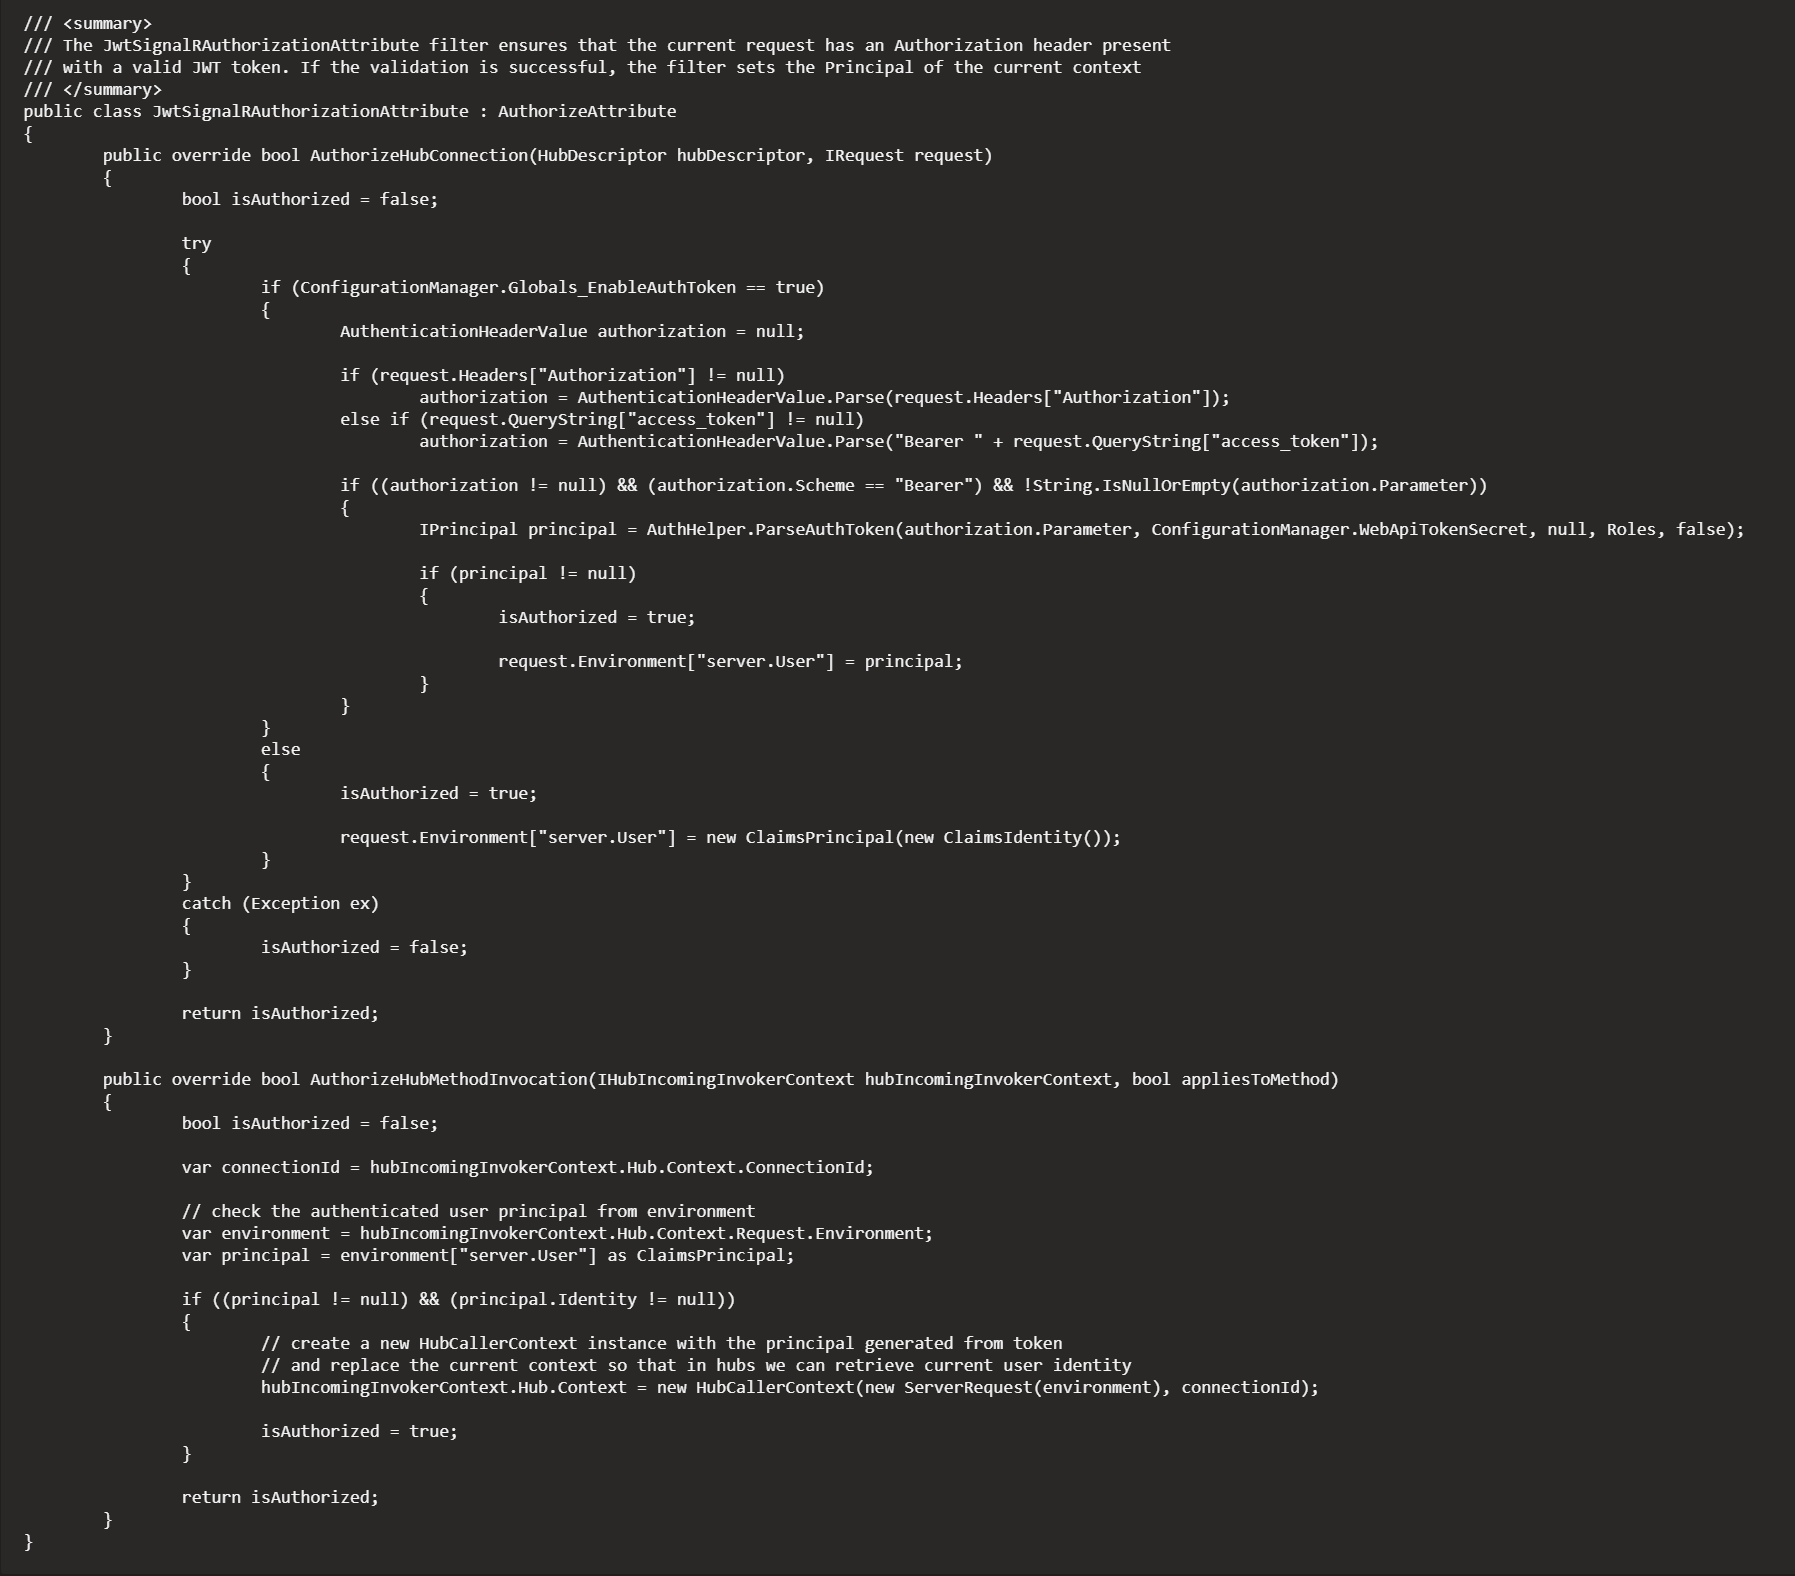 /// <summary>
/// The JwtSignalRAuthorizationAttribute filter ensures that the current request has an Authorization header present
/// with a valid JWT token. If the validation is successful, the filter sets the Principal of the current context
/// </summary>
public class JwtSignalRAuthorizationAttribute : AuthorizeAttribute
{
        public override bool AuthorizeHubConnection(HubDescriptor hubDescriptor, IRequest request)
        {
                bool isAuthorized = false;

                try
                {
                        if (ConfigurationManager.Globals_EnableAuthToken == true)
                        {
                                AuthenticationHeaderValue authorization = null;

                                if (request.Headers["Authorization"] != null)
                                        authorization = AuthenticationHeaderValue.Parse(request.Headers["Authorization"]);
                                else if (request.QueryString["access_token"] != null)
                                        authorization = AuthenticationHeaderValue.Parse("Bearer " + request.QueryString["access_token"]);

                                if ((authorization != null) && (authorization.Scheme == "Bearer") && !String.IsNullOrEmpty(authorization.Parameter))
                                {
                                        IPrincipal principal = AuthHelper.ParseAuthToken(authorization.Parameter, ConfigurationManager.WebApiTokenSecret, null, Roles, false);

                                        if (principal != null)
                                        {
                                                isAuthorized = true;

                                                request.Environment["server.User"] = principal;
                                        }
                                }
                        }
                        else
                        {
                                isAuthorized = true;

                                request.Environment["server.User"] = new ClaimsPrincipal(new ClaimsIdentity());
                        }
                }
                catch (Exception ex)
                {
                        isAuthorized = false;
                }

                return isAuthorized;
        }

        public override bool AuthorizeHubMethodInvocation(IHubIncomingInvokerContext hubIncomingInvokerContext, bool appliesToMethod)
        {
                bool isAuthorized = false;

                var connectionId = hubIncomingInvokerContext.Hub.Context.ConnectionId;

                // check the authenticated user principal from environment
                var environment = hubIncomingInvokerContext.Hub.Context.Request.Environment;
                var principal = environment["server.User"] as ClaimsPrincipal;

                if ((principal != null) && (principal.Identity != null))
                {
                        // create a new HubCallerContext instance with the principal generated from token
                        // and replace the current context so that in hubs we can retrieve current user identity
                        hubIncomingInvokerContext.Hub.Context = new HubCallerContext(new ServerRequest(environment), connectionId);

                        isAuthorized = true;
                }

                return isAuthorized;
        }
}